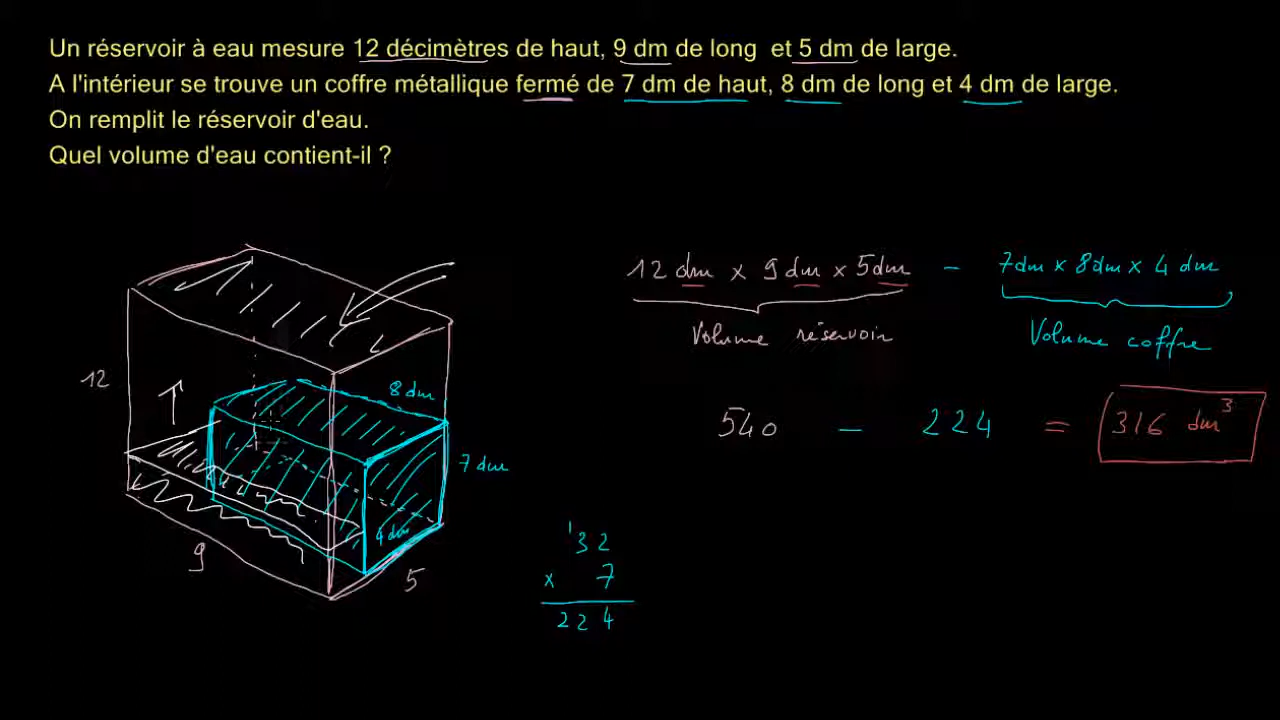 Un réservoir à eau mesure 12 décimètres de haut, 9 dm de long et 5 dm de large.
A l'intérieur se trouve un coffre métallique fermé de 7 dm de haut, 8 dm de long et 4 dm de large.
On remplit le réservoir d'eau.
Quel volume d'eau contient-il ?
12 dm x 9 dm x 5dm - 7dm x 8dm x 4 dm
Volume réservoir Volume coffre
12
8 dm
540 - 224 = 316 dm³
7 dm
4 dm
9
5
¹32
x 7
224